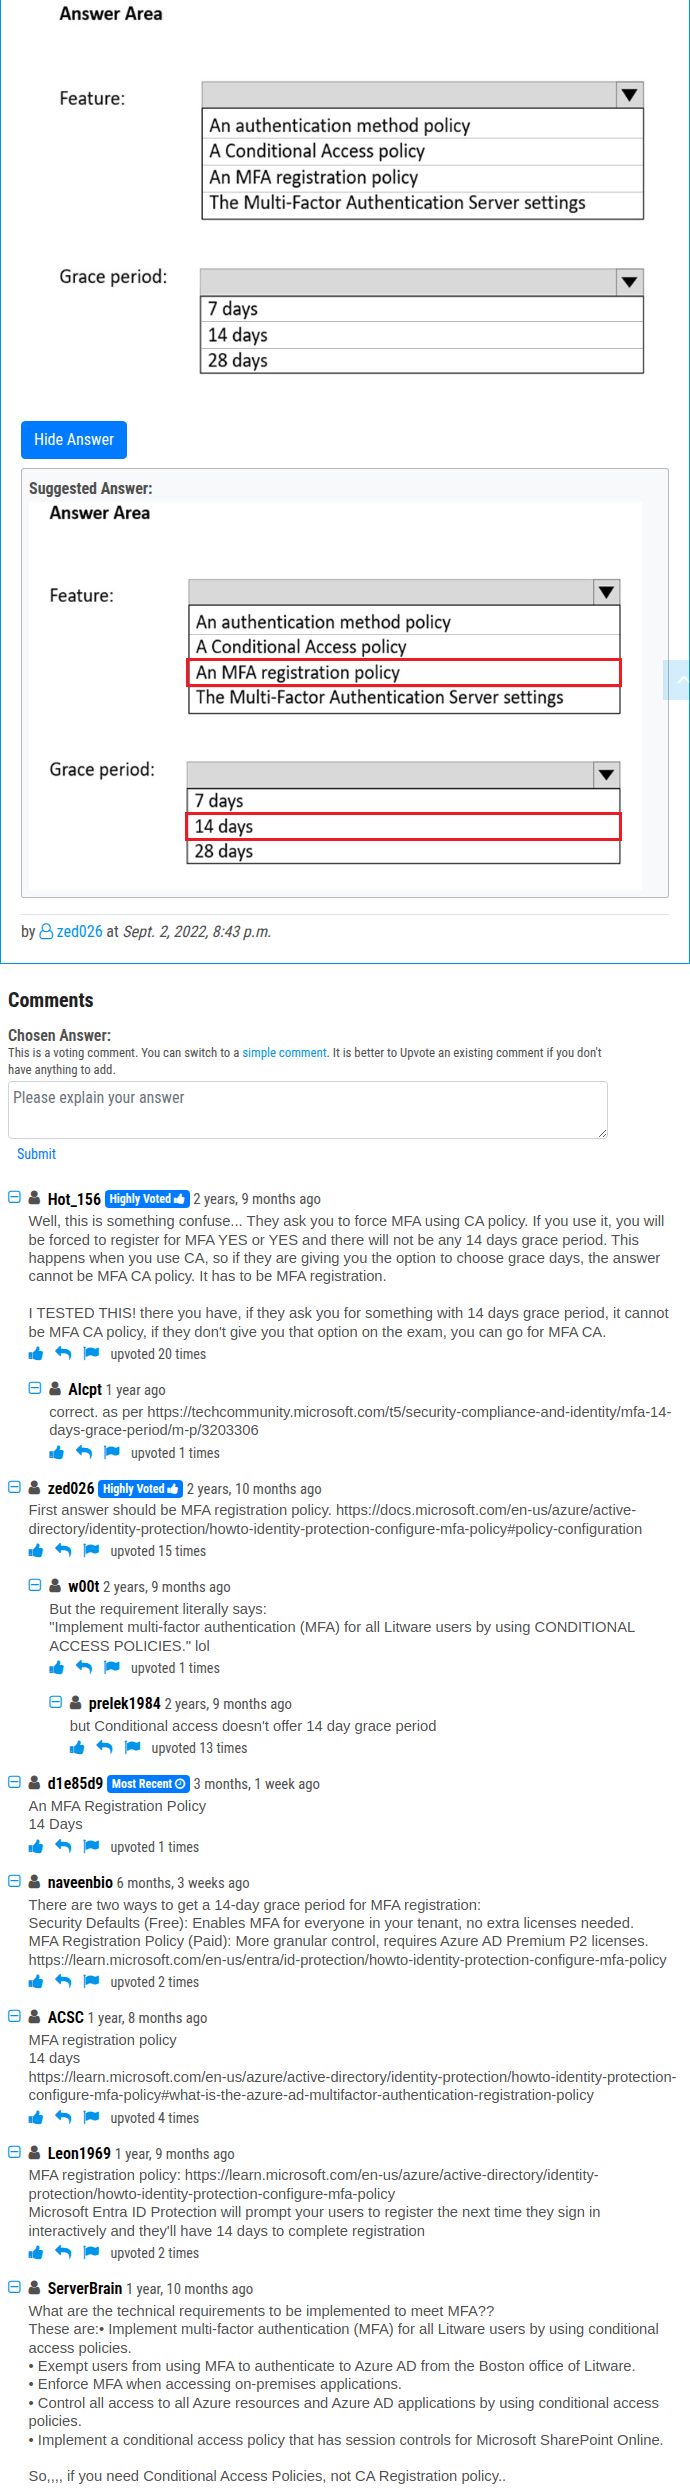 Answer Area
Feature:
An authentication method policy
A Conditional Access policy
An MFA registration policy
The Multi-Factor Authentication Server settings
Grace period:
7 days
14 days
28 days
Hide Answer
Suggested Answer:
Answer Area
Feature:
An authentication method policy
A Conditional Access policy
An MFA registration policy
The Multi-Factor Authentication Server settings
Grace period:
7 days
14 days
28 days
by zed026 at Sept. 2, 2022, 8:43 p.m.
Comments
Chosen Answer:
This is a voting comment. You can switch to a simple comment. It is better to Upvote an existing comment if you don't
have anything to add.
Please explain your answer
Submit
Hot_156 Highly Voted 2 years, 9 months ago
Well, this is something confuse... They ask you to force MFA using CA policy. If you use it, you will
be forced to register for MFA YES or YES and there will not be any 14 days grace period. This
happens when you use CA, so if they are giving you the option to choose grace days, the answer
cannot be MFA CA policy. It has to be MFA registration.
I TESTED THIS! there you have, if they ask you for something with 14 days grace period, it cannot
be MFA CA policy, if they don't give you that option on the exam, you can go for MFA CA.
upvoted 20 times
Alcpt 1 year ago
correct. as per https://techcommunity.microsoft.com/t5/security-compliance-and-identity/mfa-14-
days-grace-period/m-p/3203306
upvoted 1 times
zed026 Highly Voted 2 years, 10 months ago
First answer should be MFA registration policy. https://docs.microsoft.com/en-us/azure/active-
directory/identity-protection/howto-identity-protection-configure-mfa-policy#policy-configuration
upvoted 15 times
w00t 2 years, 9 months ago
But the requirement literally says:
"Implement multi-factor authentication (MFA) for all Litware users by using CONDITIONAL
ACCESS POLICIES." lol
upvoted 1 times
prelek1984 2 years, 9 months ago
but Conditional access doesn't offer 14 day grace period
upvoted 13 times
d1e85d9 Most Recent 3 months, 1 week ago
An MFA Registration Policy
14 Days
upvoted 1 times
naveenbio 6 months, 3 weeks ago
There are two ways to get a 14-day grace period for MFA registration:
Security Defaults (Free): Enables MFA for everyone in your tenant, no extra licenses needed.
MFA Registration Policy (Paid): More granular control, requires Azure AD Premium P2 licenses.
https://learn.microsoft.com/en-us/entra/id-protection/howto-identity-protection-configure-mfa-policy
upvoted 2 times
ACSC 1 year, 8 months ago
MFA registration policy
14 days
https://learn.microsoft.com/en-us/azure/active-directory/identity-protection/howto-identity-protection-
configure-mfa-policy#what-is-the-azure-ad-multifactor-authentication-registration-policy
upvoted 4 times
Leon1969 1 year, 9 months ago
MFA registration policy: https://learn.microsoft.com/en-us/azure/active-directory/identity-
protection/howto-identity-protection-configure-mfa-policy
Microsoft Entra ID Protection will prompt your users to register the next time they sign in
interactively and they'll have 14 days to complete registration
upvoted 2 times
ServerBrain 1 year, 10 months ago
What are the technical requirements to be implemented to meet MFA??
These are:• Implement multi-factor authentication (MFA) for all Litware users by using conditional
access policies.
• Exempt users from using MFA to authenticate to Azure AD from the Boston office of Litware.
• Enforce MFA when accessing on-premises applications.
• Control all access to all Azure resources and Azure AD applications by using conditional access
policies.
• Implement a conditional access policy that has session controls for Microsoft SharePoint Online.
So,,,, if you need Conditional Access Policies, not CA Registration policy..